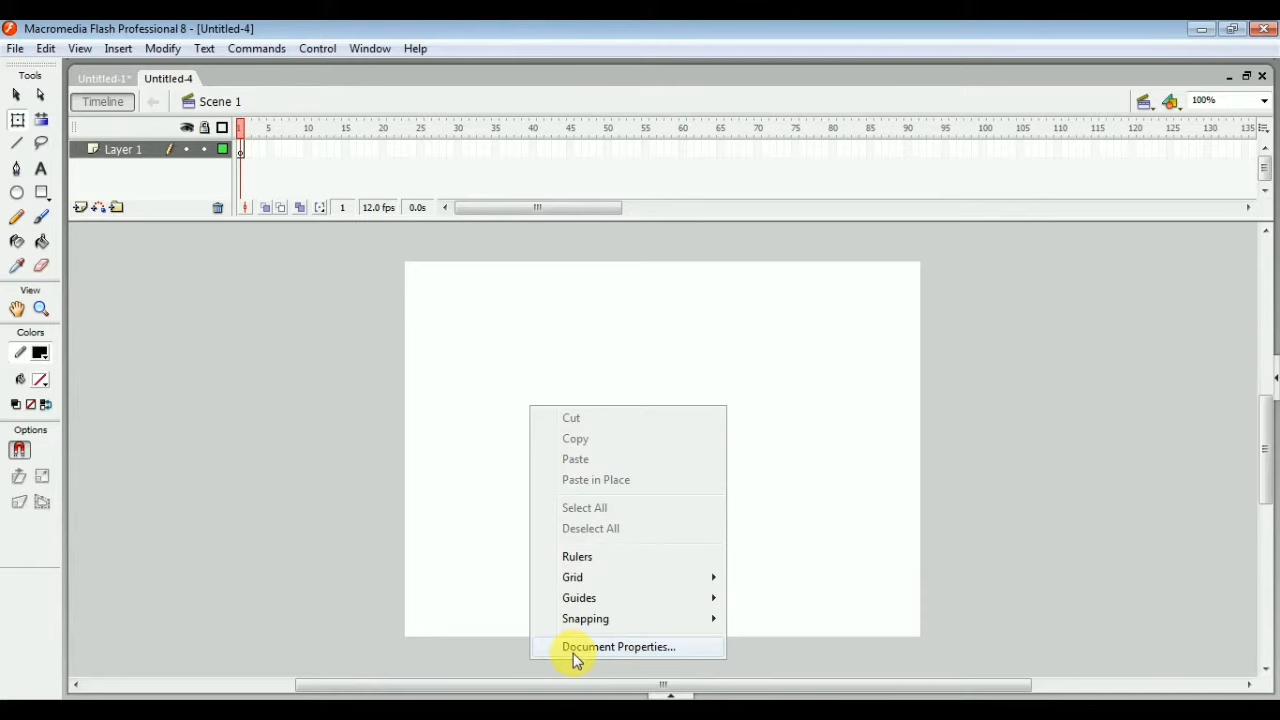 Macromedia Flash Professional 8 - [Untitled-4]
File Edit View Insert Modify Text Commands Control Window Help
Tools
Untitled-1* Untitled-4
Timeline Scene 1 100%
1 5 10 15 20 25 30 35 40 45 50 55 60 65 70 75 80 85 90 95 100 105 110 115 120 125 130 135
Layer 1
A
1 12.0 fps 0.0s
View
Colors
Options
Cut
Copy
Paste
Paste in Place
Select All
Deselect All
Rulers
Grid
Guides
Snapping
Document Properties...